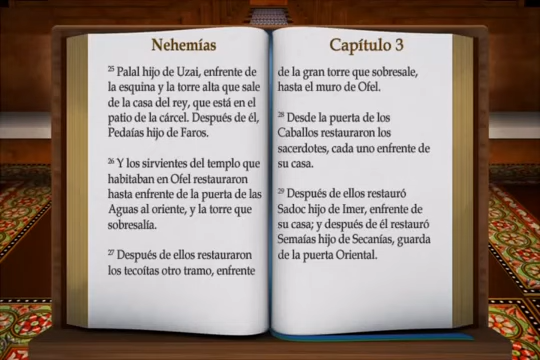 Nehemías
25 Palal hijo de Uzai, enfrente de
la esquina y la torre alta que sale
de la casa del rey, que está en el
patio de la cárcel. Después de él,
Pedaías hijo de Faros.
26 Y los sirvientes del templo que
habitaban en Ofel restauraron
hasta enfrente de la puerta de las
Aguas al oriente, y la torre que
sobresalía.
27 Después de ellos restauraron
los tecoítas otro tramo, enfrente
Capítulo 3
de la gran torre que sobresale,
hasta el muro de Ofel.
28 Desde la puerta de los
Caballos restauraron los
sacerdotes, cada uno enfrente de
su casa.
29 Después de ellos restauró
Sadoc hijo de Imer, enfrente de
su casa; y después de él restauró
Semaías hijo de Secanías, guarda
de la puerta Oriental.